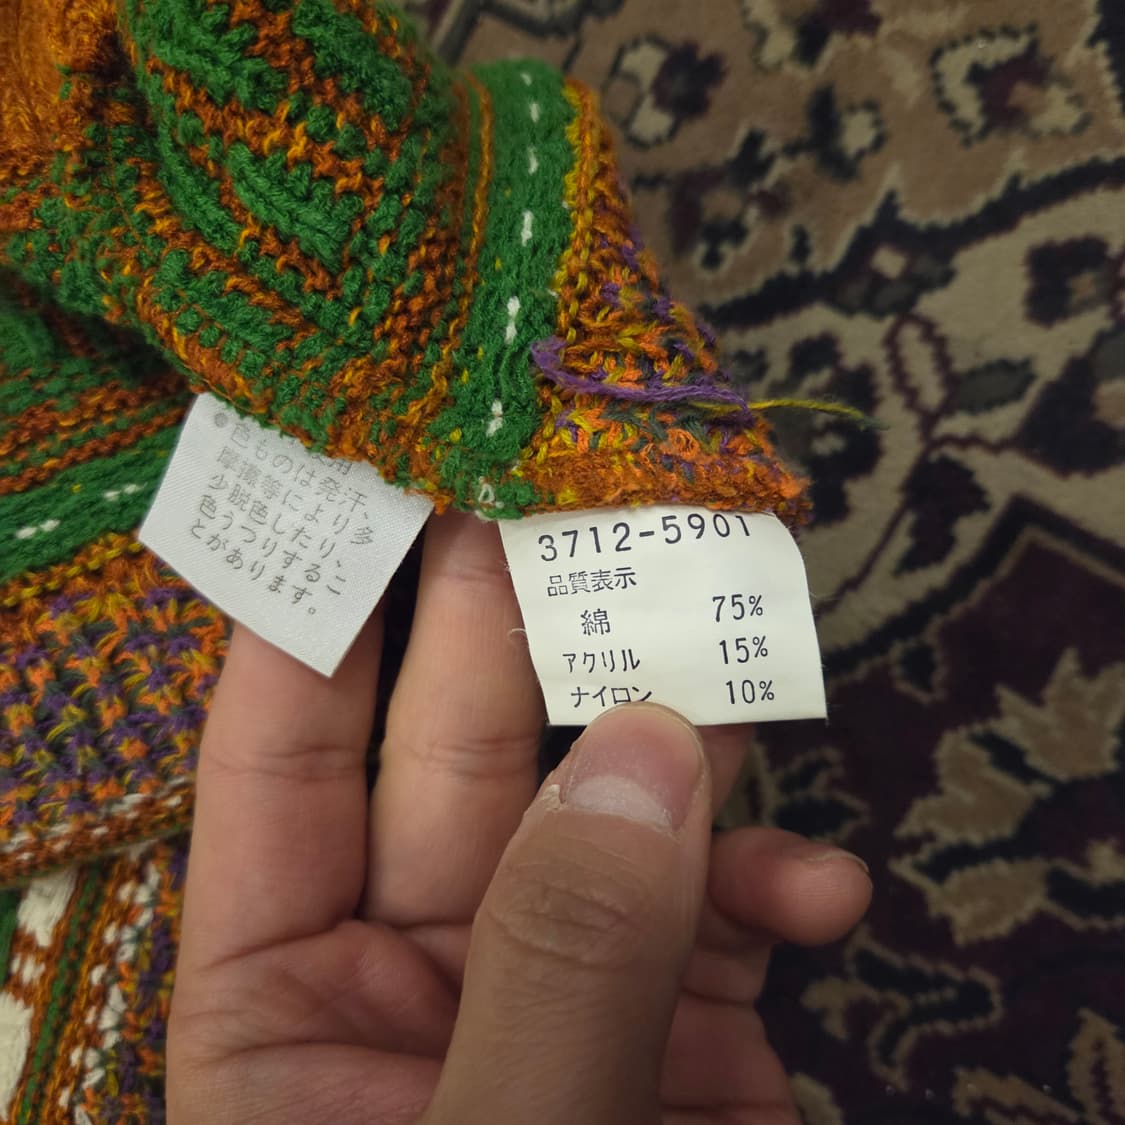 色ものは発汗、
摩擦等により多
少脱色したり、
色うつりするこ
とがあります。
3712-5901
品質表示
綿 75%
アクリル 15%
ナイロン 10%